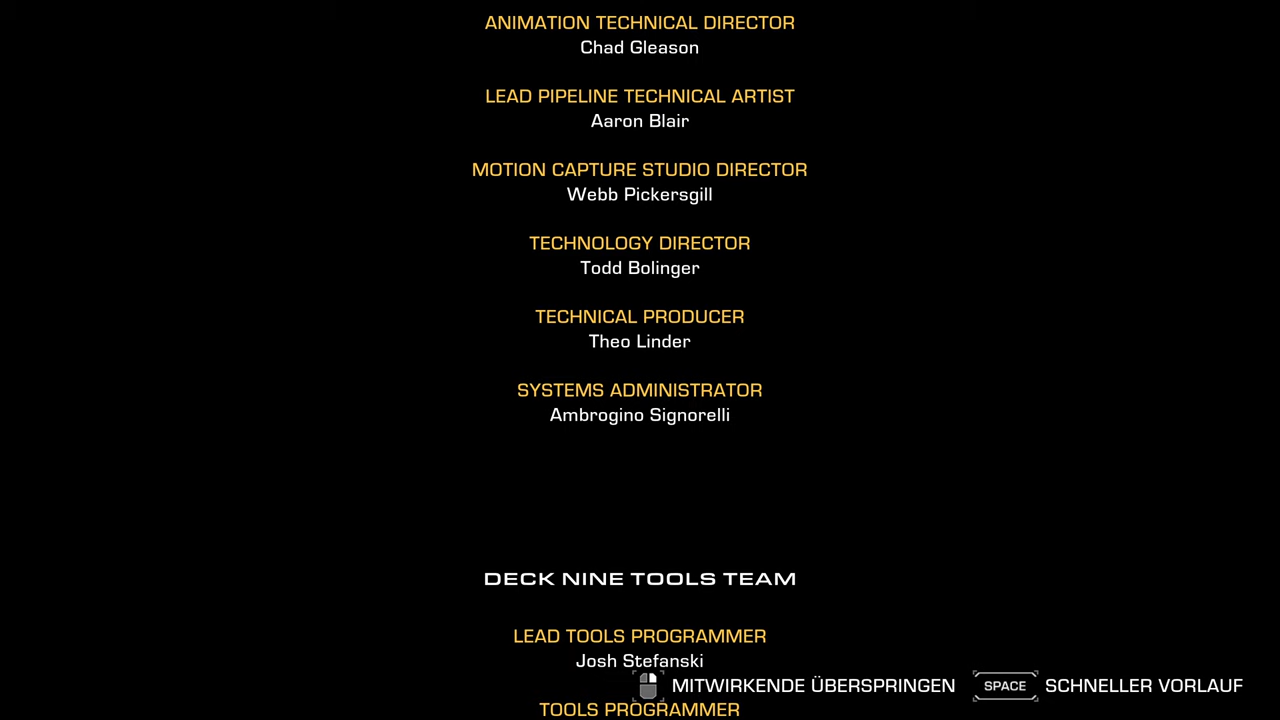 ANIMATION TECHNICAL DIRECTOR
Chad Gleason
LEAD PIPELINE TECHNICAL ARTIST
Aaron Blair
MOTION CAPTURE STUDIO DIRECTOR
Webb Pickersgill
TECHNOLOGY DIRECTOR
Todd Bolinger
TECHNICAL PRODUCER
Theo Linder
SYSTEMS ADMINISTRATOR
Ambrogino Signorelli
DECK NINE TOOLS TEAM
LEAD TOOLS PROGRAMMER
Josh Stefanski
MITWIRKENDE ÜBERSPRINGEN SPACE SCHNELLER VORLAUF
TOOLS PROGRAMMER